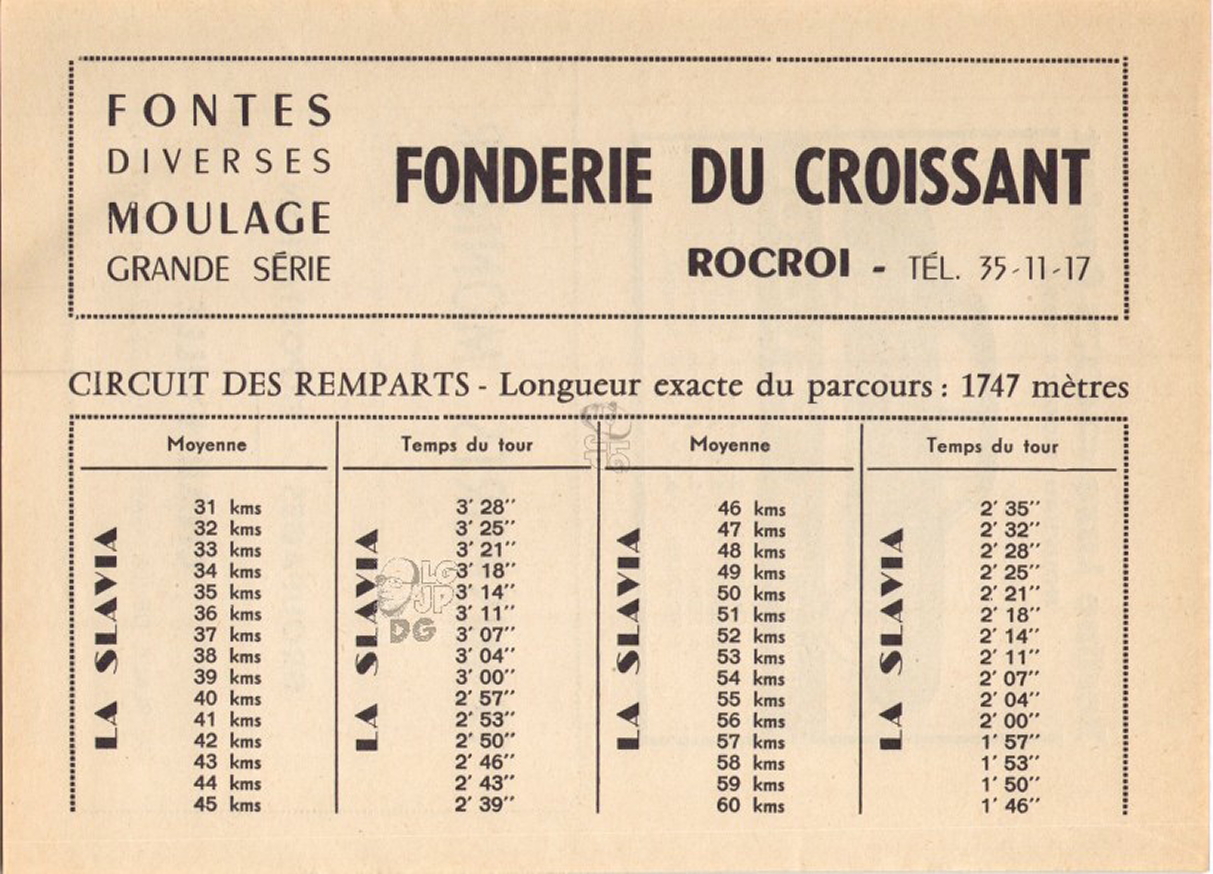 FONTES
DIVERSES
MOULAGE
GRANDE SÉRIE
FONDERIE DU CROISSANT
ROCROI - TÉL. 35-11-17
CIRCUIT DES REMPARTS - Longueur exacte du parcours : 1747 mètres
Moyenne Temps du tour Moyenne Temps du tour
LA SLAVIA
LA SLAVIA
LA SLAVIA
LA SLAVIA
31 kms 3' 28'' 46 kms 2' 35''
32 kms 3' 25'' 47 kms 2' 32''
33 kms 3' 21'' 48 kms 2' 28''
34 kms 3' 18'' 49 kms 2' 25''
35 kms 3' 14'' 50 kms 2' 21''
36 kms 3' 11'' 51 kms 2' 18''
37 kms 3' 07'' 52 kms 2' 14''
38 kms 3' 04'' 53 kms 2' 11''
39 kms 3' 00'' 54 kms 2' 07''
40 kms 2' 57'' 55 kms 2' 04''
41 kms 2' 53'' 56 kms 2' 00''
42 kms 2' 50'' 57 kms 1' 57''
43 kms 2' 46'' 58 kms 1' 53''
44 kms 2' 43'' 59 kms 1' 50''
45 kms 2' 39'' 60 kms 1' 46''
LG
JP
DG